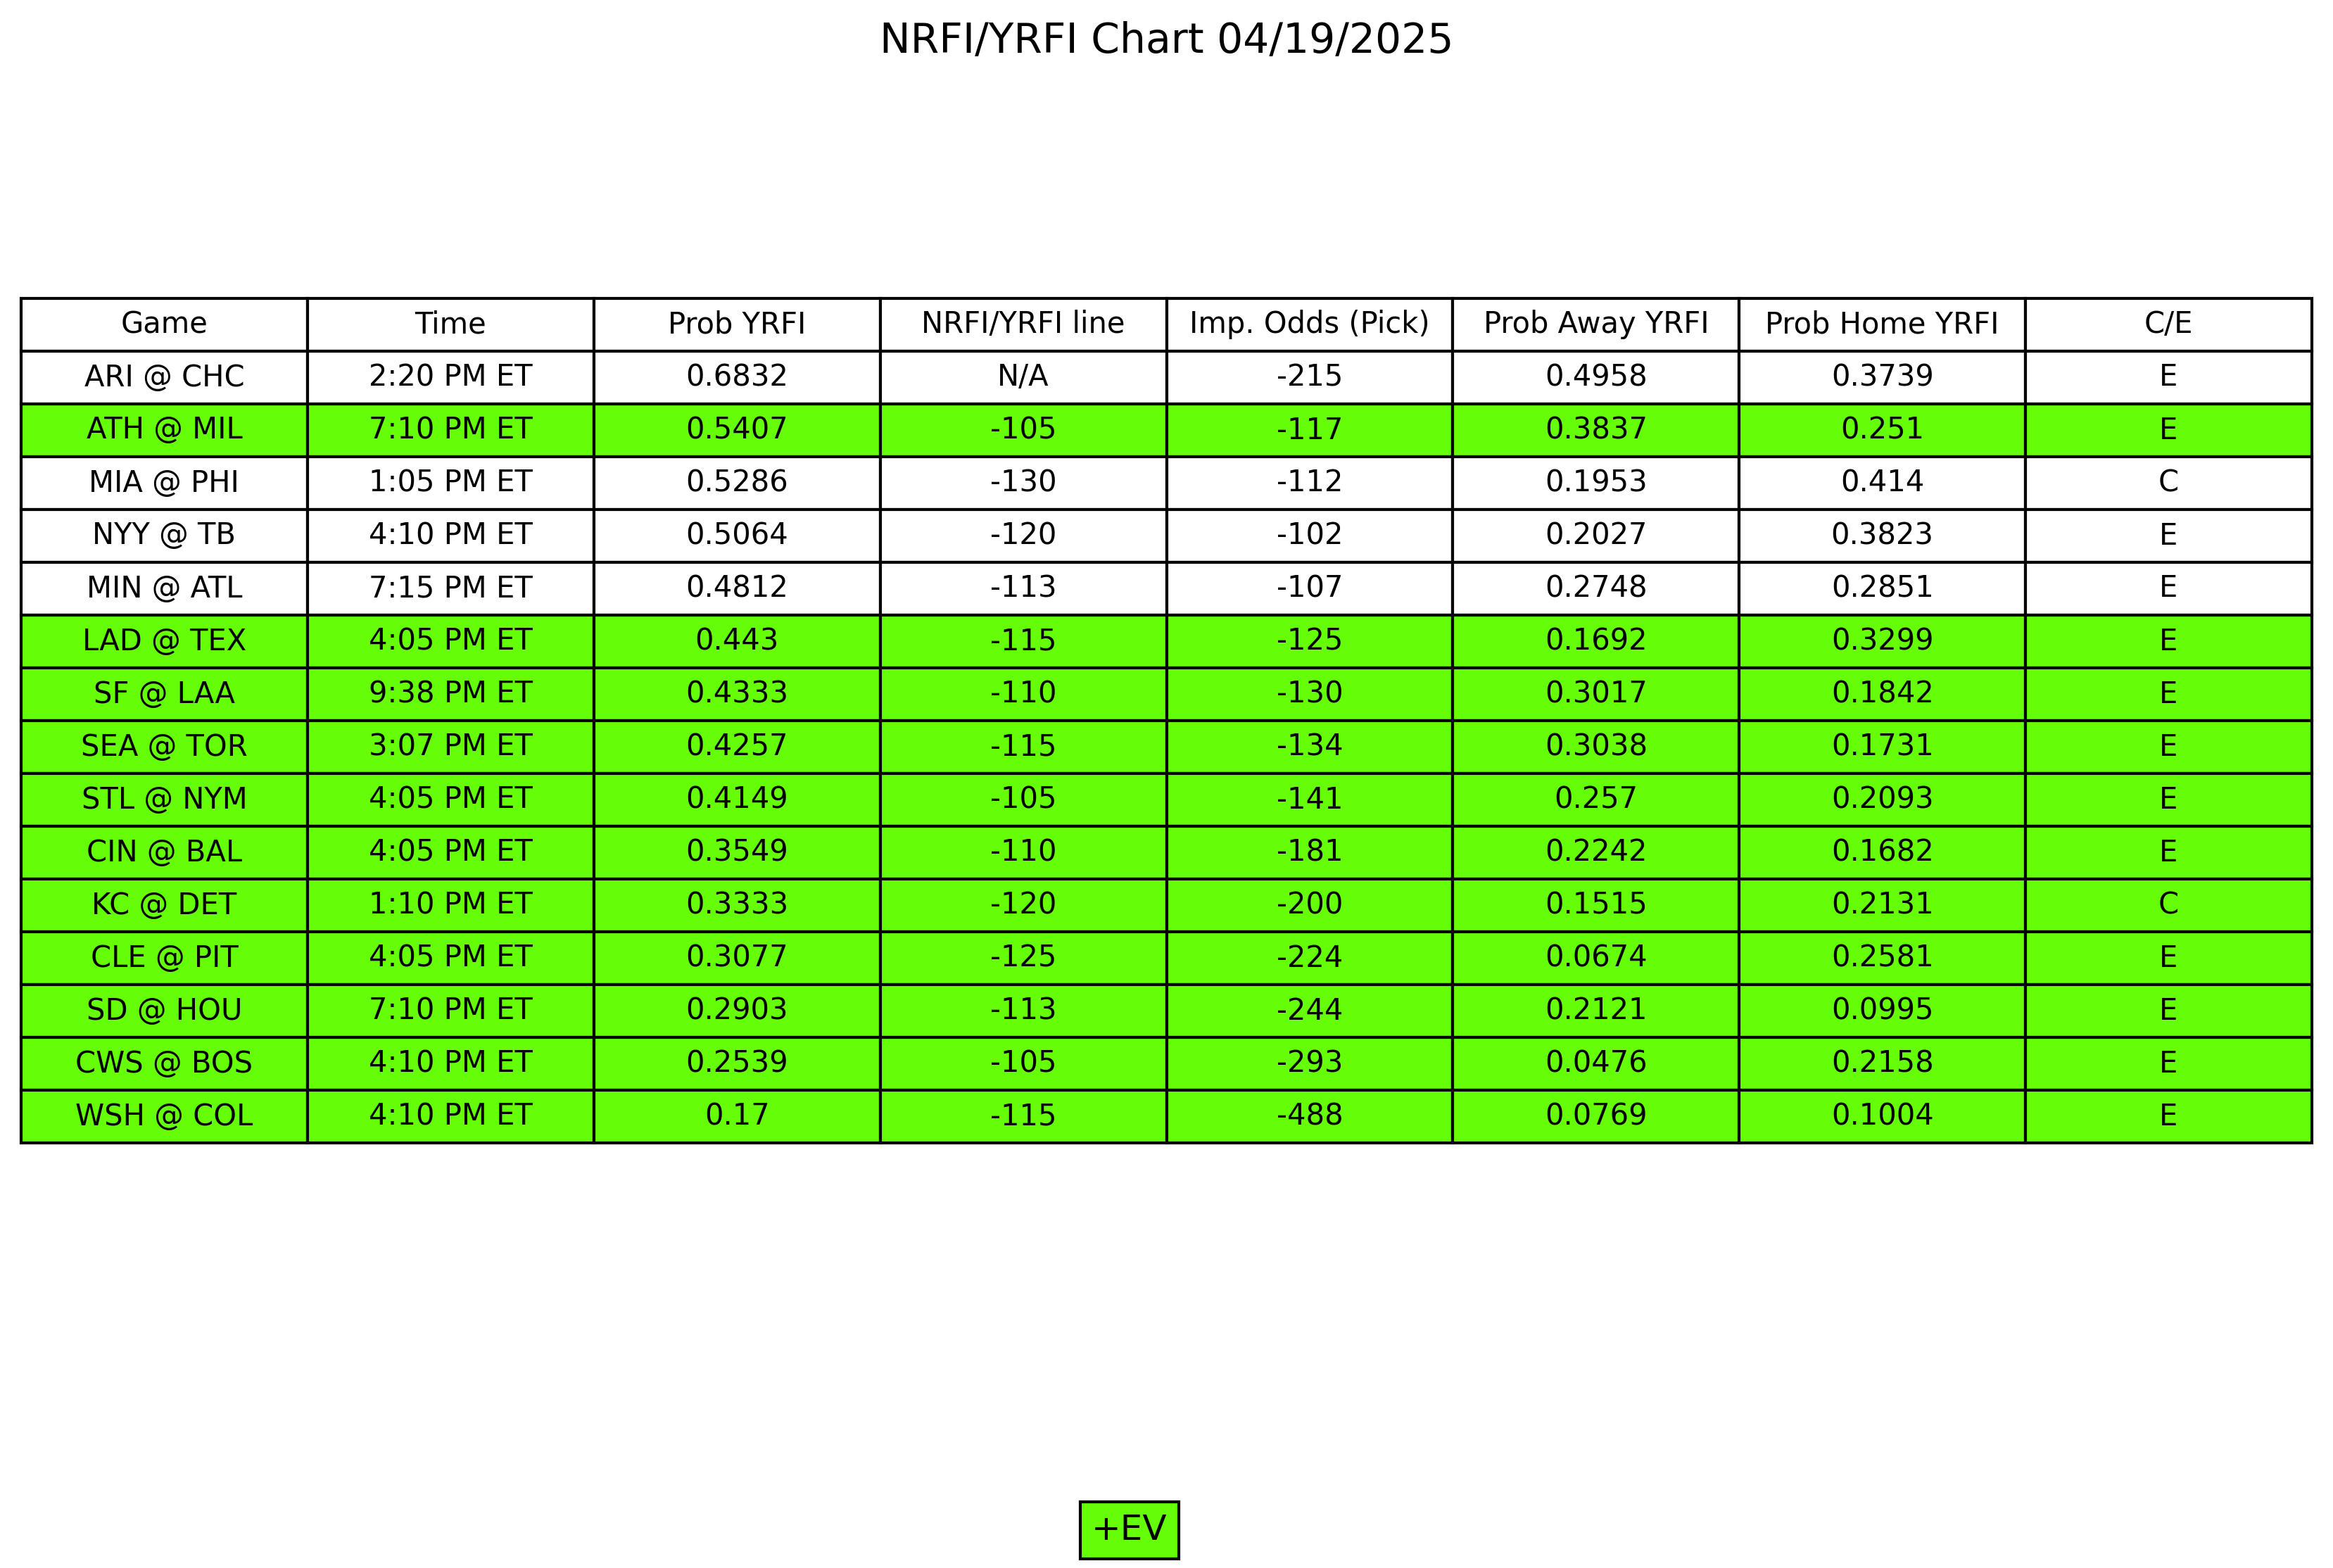 NRFI/YRFI Chart 04/19/2025
Game Time Prob YRFI NRFI/YRFI line Imp. Odds (Pick) Prob Away YRFI Prob Home YRFI C/E
ARI @ CHC 2:20 PM ET 0.6832 N/A -215 0.4958 0.3739 E
ATH @ MIL 7:10 PM ET 0.5407 -105 -117 0.3837 0.251 E
MIA @ PHI 1:05 PM ET 0.5286 -130 -112 0.1953 0.414 C
NYY @ TB 4:10 PM ET 0.5064 -120 -102 0.2027 0.3823 E
MIN @ ATL 7:15 PM ET 0.4812 -113 -107 0.2748 0.2851 E
LAD @ TEX 4:05 PM ET 0.443 -115 -125 0.1692 0.3299 E
SF @ LAA 9:38 PM ET 0.4333 -110 -130 0.3017 0.1842 E
SEA @ TOR 3:07 PM ET 0.4257 -115 -134 0.3038 0.1731 E
STL @ NYM 4:05 PM ET 0.4149 -105 -141 0.257 0.2093 E
CIN @ BAL 4:05 PM ET 0.3549 -110 -181 0.2242 0.1682 E
KC @ DET 1:10 PM ET 0.3333 -120 -200 0.1515 0.2131 C
CLE @ PIT 4:05 PM ET 0.3077 -125 -224 0.0674 0.2581 E
SD @ HOU 7:10 PM ET 0.2903 -113 -244 0.2121 0.0995 E
CWS @ BOS 4:10 PM ET 0.2539 -105 -293 0.0476 0.2158 E
WSH @ COL 4:10 PM ET 0.17 -115 -488 0.0769 0.1004 E
+EV